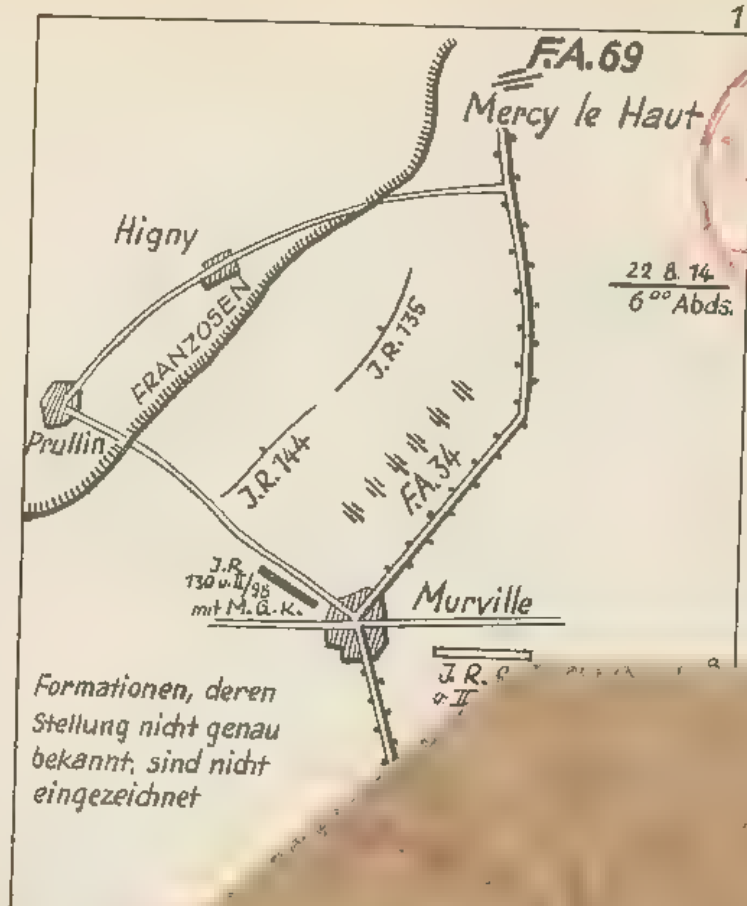 1
F.A.69
Mercy le Haut
Higny
22 8. 14
6⁰⁰ Abds.
FRANZOSEN
J.R.135
Prullin
J.R.144
F.A.34
J.R.
130 u. II/98
mit M.G.K.
Murville
J.R.
II
Formationen, deren
Stellung nicht genau
bekannt, sind nicht
eingezeichnet